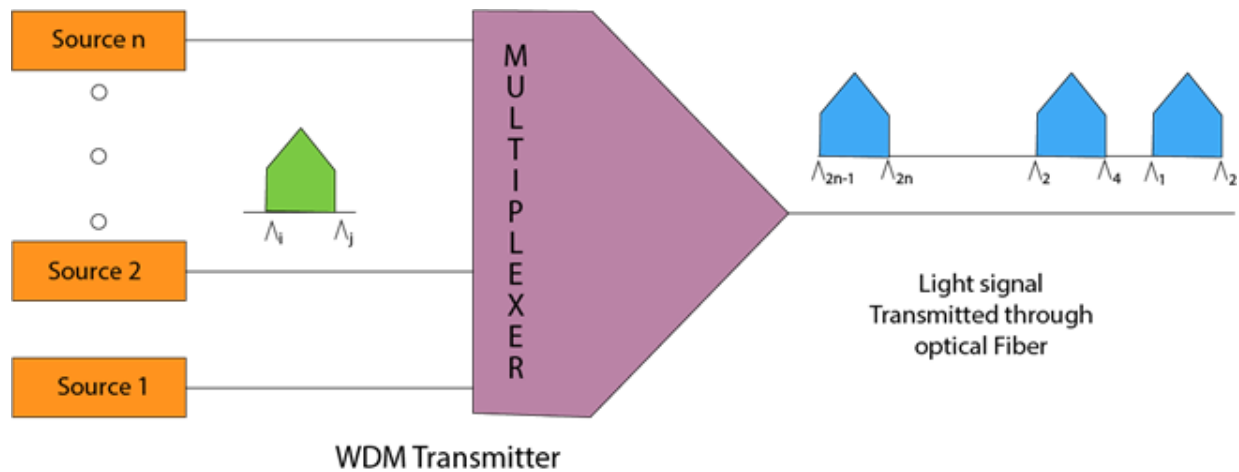 Source n
MULTIPLEXER
Λ2n-1 Λ2n Λ2 Λ4 Λ1 Λ2
Λi Λj
Source 2
Light signal
Transmitted through
optical Fiber
Source 1
WDM Transmitter